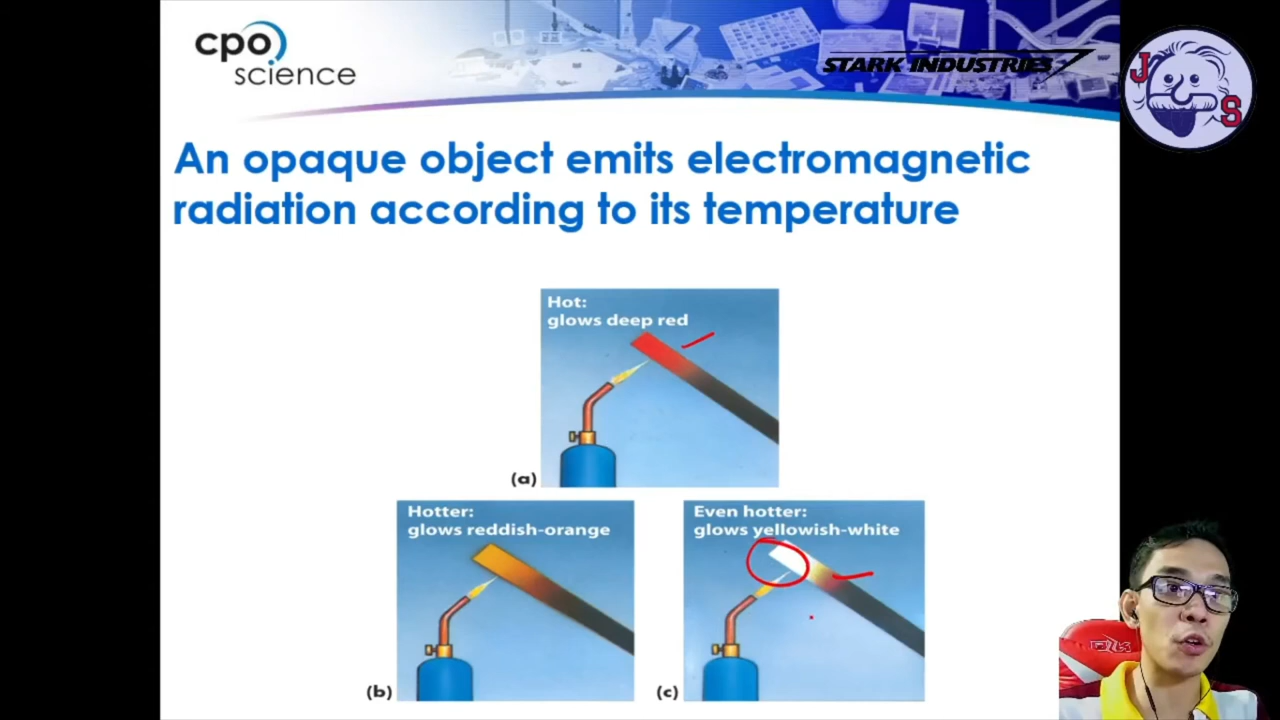 cpo
science
STARK INDUSTRIES
J
S
An opaque object emits electromagnetic
radiation according to its temperature
Hot:
glows deep red
(a)
Hotter:
glows reddish-orange
(b)
Even hotter:
glows yellowish-white
(c)